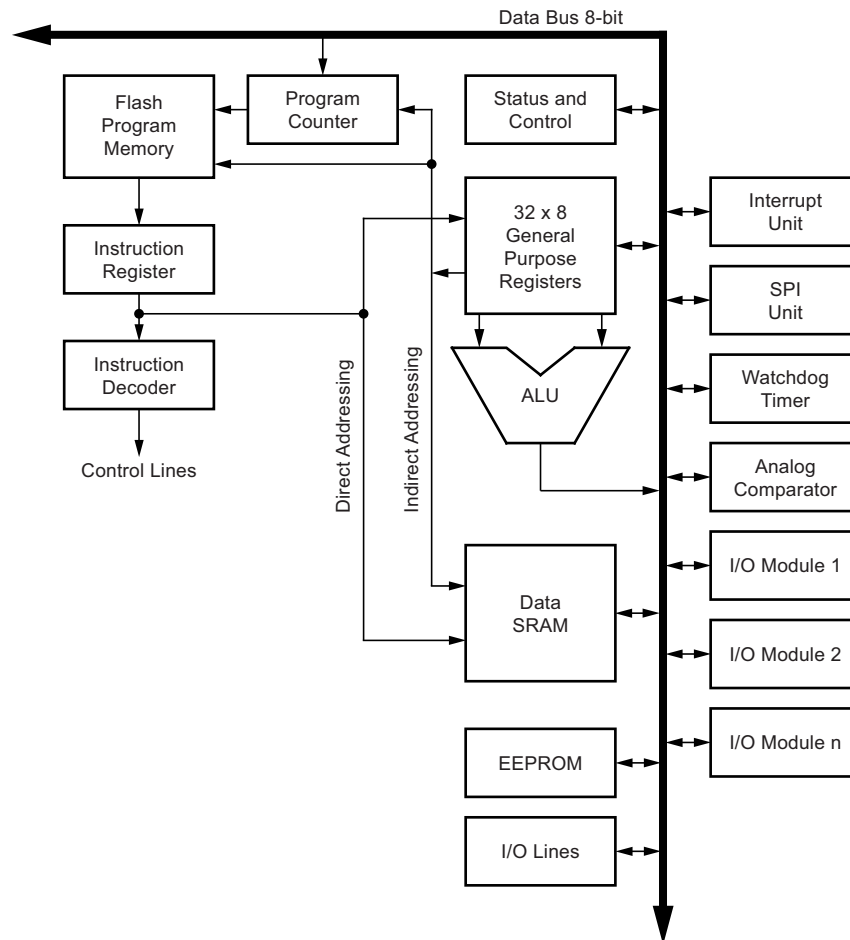 Data Bus 8-bit
Flash
Program
Memory
Program
Counter
Status and
Control
Instruction
Register
32 x 8
General
Purpose
Registers
Interrupt
Unit
SPI
Unit
Instruction
Decoder
ALU
Watchdog
Timer
Control Lines
Direct Addressing
Indirect Addressing
Analog
Comparator
Data
SRAM
I/O Module 1
I/O Module 2
I/O Module n
EEPROM
I/O Lines